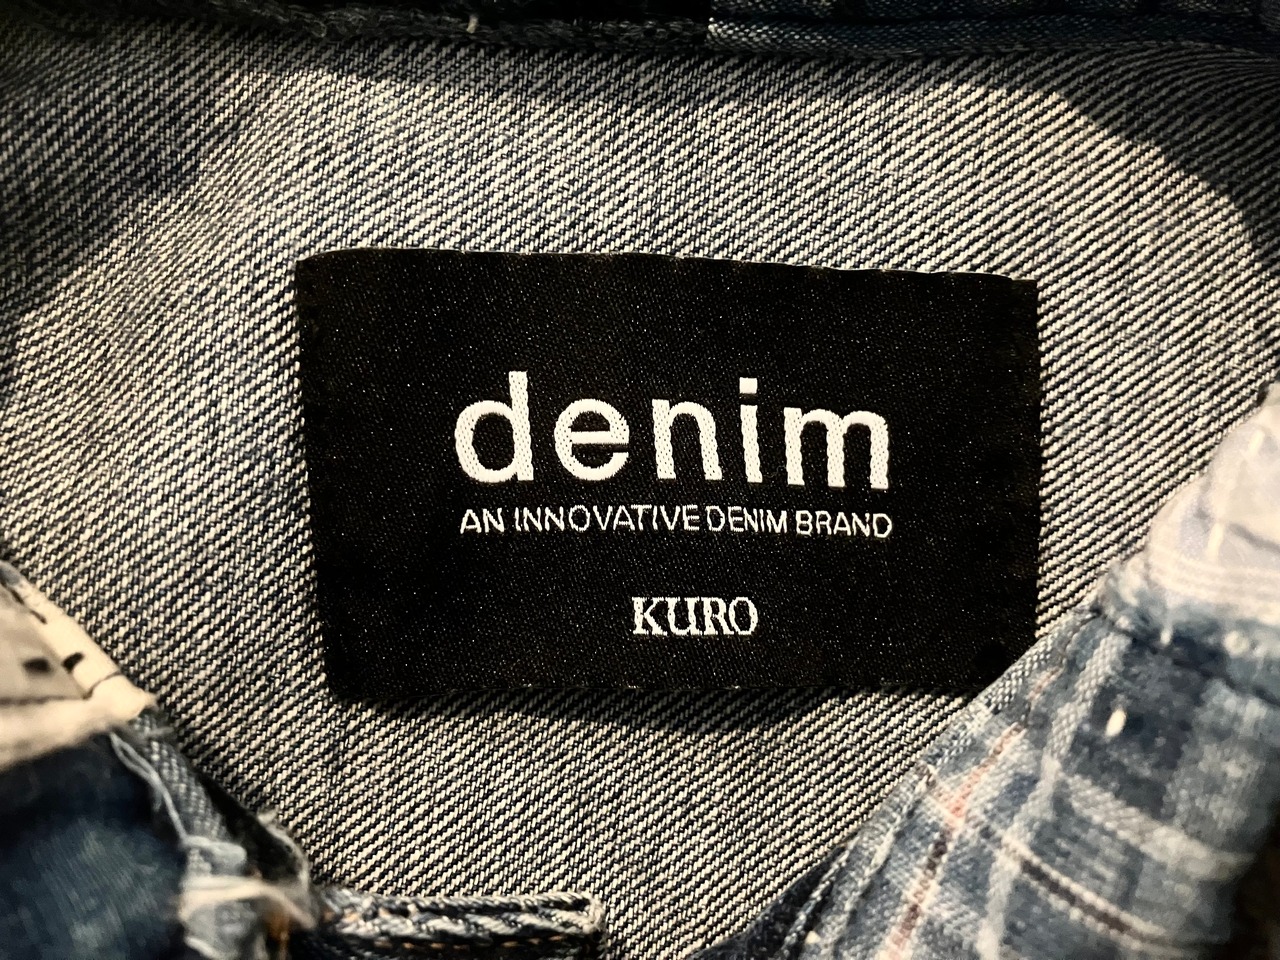 denim
AN INNOVATIVE DENIM BRAND
KURO